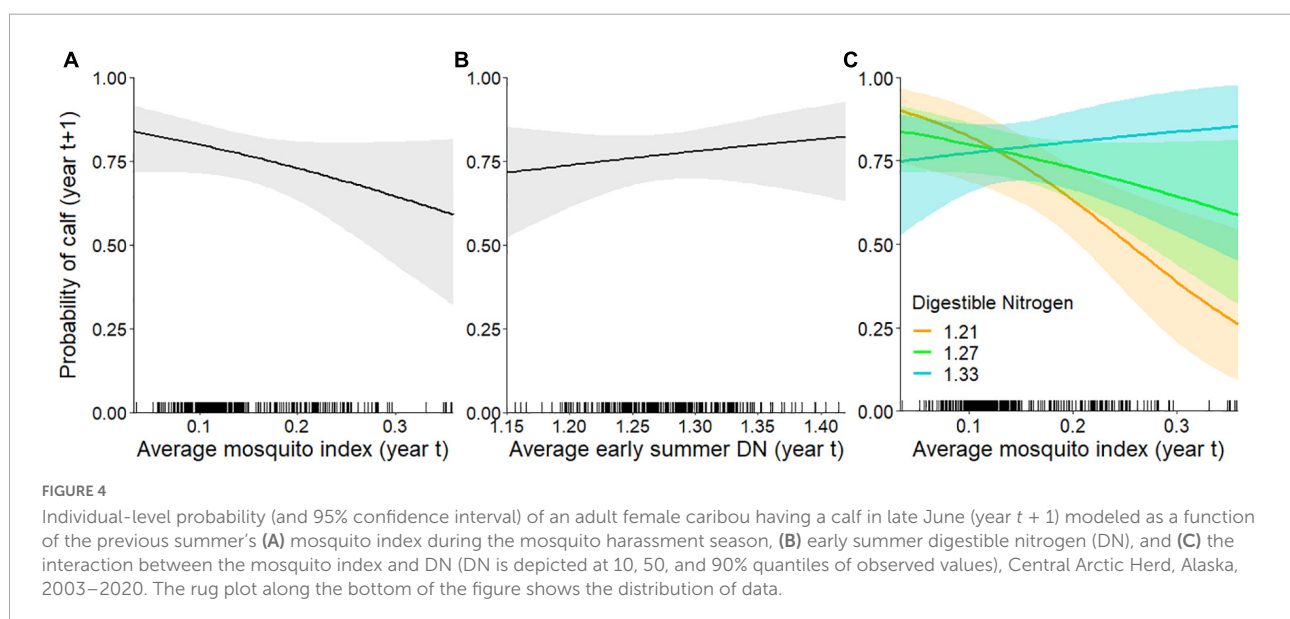 A
B
C
1.00
0.75
0.50
0.25
0.00
Probability of calf (year t+1)
0.1
0.2
0.3
Average mosquito index (year t)
1.00
0.75
0.50
0.25
0.00
1.15
1.20
1.25
1.30
1.35
1.40
Average early summer DN (year t)
1.00
0.75
0.50
0.25
0.00
Digestible Nitrogen
1.21
1.27
1.33
0.1
0.2
0.3
Average mosquito index (year t)
FIGURE 4
Individual-level probability (and 95% confidence interval) of an adult female caribou having a calf in late June (year t + 1) modeled as a function
of the previous summer's (A) mosquito index during the mosquito harassment season, (B) early summer digestible nitrogen (DN), and (C) the
interaction between the mosquito index and DN (DN is depicted at 10, 50, and 90% quantiles of observed values), Central Arctic Herd, Alaska,
2003–2020. The rug plot along the bottom of the figure shows the distribution of data.